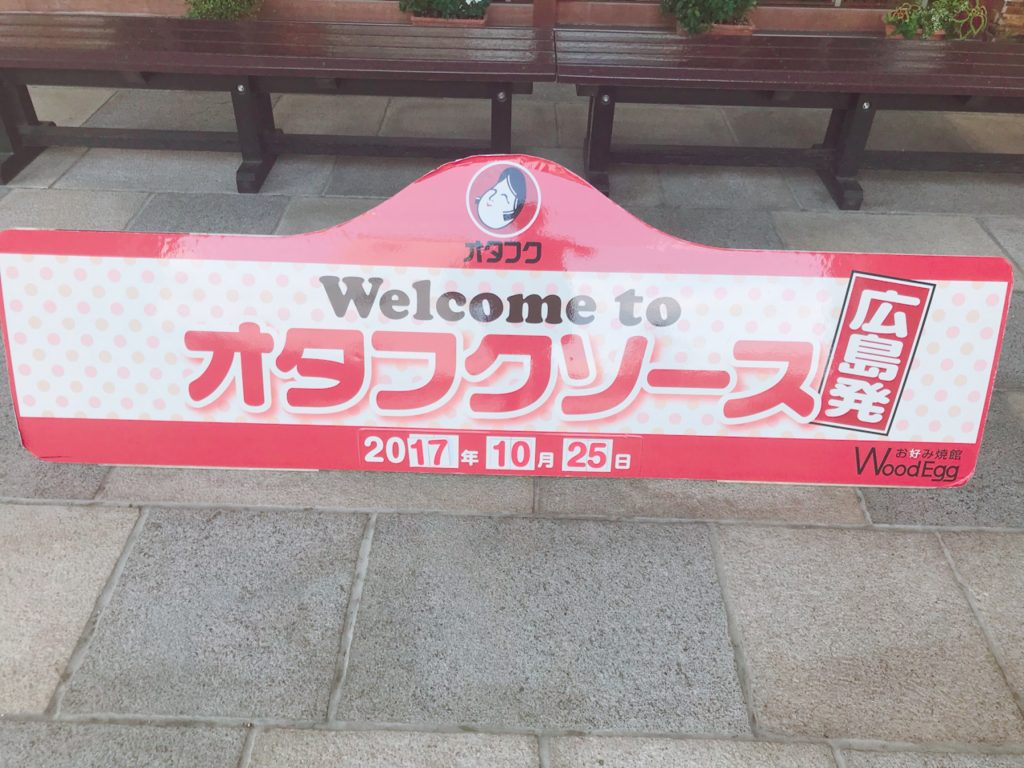 オタフク
Welcome to
オタフクソース
広島発
2017年10月25日
お好み焼館
WoodEgg